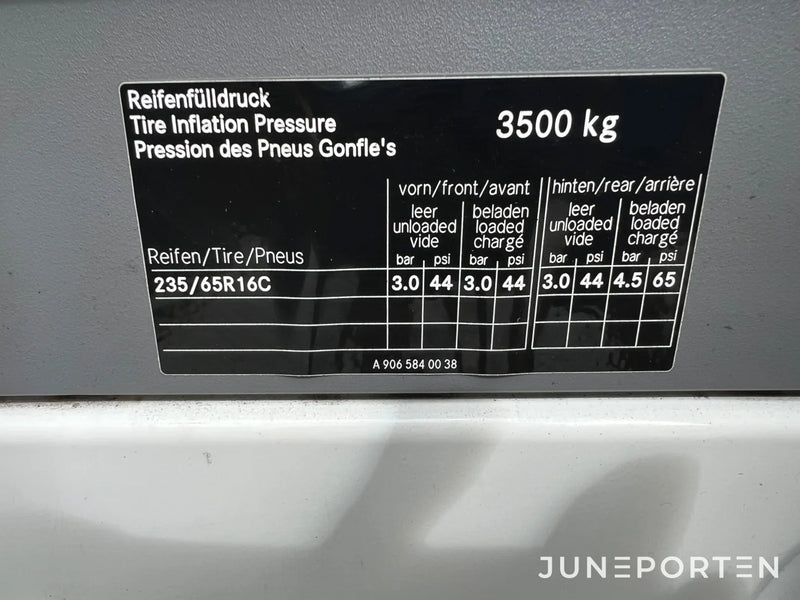 Reifenfülldruck
Tire Inflation Pressure
Pression des Pneus Gonfle's
3500 kg
vorn/front/avant hinten/rear/arrière
leer beladen leer beladen
unloaded loaded unloaded loaded
vide chargé vide chargé
Reifen/Tire/Pneus bar psi bar psi bar psi bar psi
235/65R16C 3.0 44 3.0 44 3.0 44 4.5 65
A 906 584 00 38
JUNEPORTEN